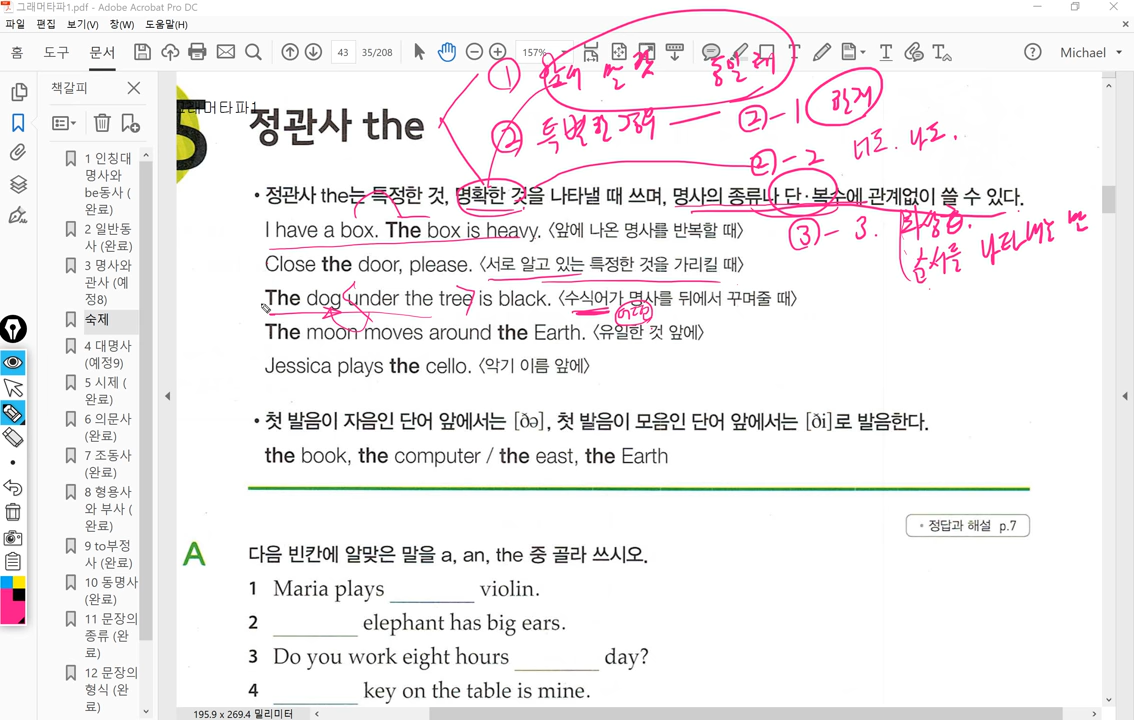 그래머타파1.pdf - Adobe Acrobat Pro DC
파일 편집 보기(V) 창(W) 도움말(H)
홈 도구 문서 43 35/208 157% Michael
책갈피
1 인칭대
명사와
be동사 (
완료)
2 일반동
사 (완료)
3 명사와
관사 (예
정8)
숙제
4 대명사
(예정9)
5 시제 (
완료)
6 의문사
(완료)
7 조동사
(완료)
8 형용사
와 부사 (
완료)
9 to부정
사 (완료)
10 동명사
(완료)
11 문장의
종류 (완
료)
12 문장의
형식 (완
료)
그래머타파1
5 정관사 the
①
② 특별한 경우 ②-1 한개
②-2 너도. 나도.
• 정관사 the는 특정한 것, 명확한 것을 나타낼 때 쓰며, 명사의 종류나 단·복수에 관계없이 쓸 수 있다.
I have a box. The box is heavy. 〈앞에 나온 명사를 반복할 때〉
③-3. 최상급.
순서를 나타내는 말
Close the door, please. 〈서로 알고 있는 특정한 것을 가리킬 때〉
The dog under the tree is black. 〈수식어가 명사를 뒤에서 꾸며줄 때〉
The moon moves around the Earth. 〈유일한 것 앞에〉
Jessica plays the cello. 〈악기 이름 앞에〉
• 첫 발음이 자음인 단어 앞에서는 [ðə], 첫 발음이 모음인 단어 앞에서는 [ði]로 발음한다.
the book, the computer / the east, the Earth
• 정답과 해설 p.7
A 다음 빈칸에 알맞은 말을 a, an, the 중 골라 쓰시오.
1 Maria plays ________ violin.
2 ________ elephant has big ears.
3 Do you work eight hours ________ day?
4 ________ key on the table is mine.
195.9 x 269.4 밀리미터